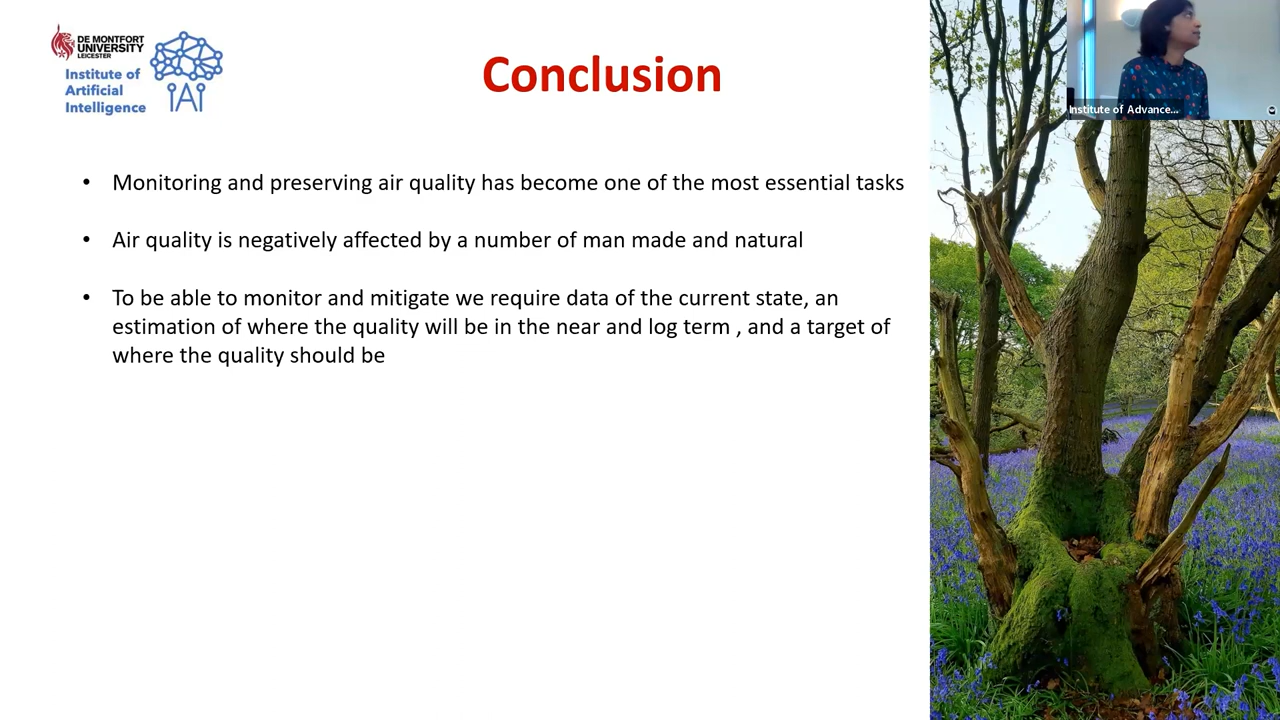 DE MONTFORT
UNIVERSITY
LEICESTER
Institute of
Artificial
Intelligence
IAI
Conclusion
Institute of Advance...
• Monitoring and preserving air quality has become one of the most essential tasks
• Air quality is negatively affected by a number of man made and natural
• To be able to monitor and mitigate we require data of the current state, an
estimation of where the quality will be in the near and log term , and a target of
where the quality should be